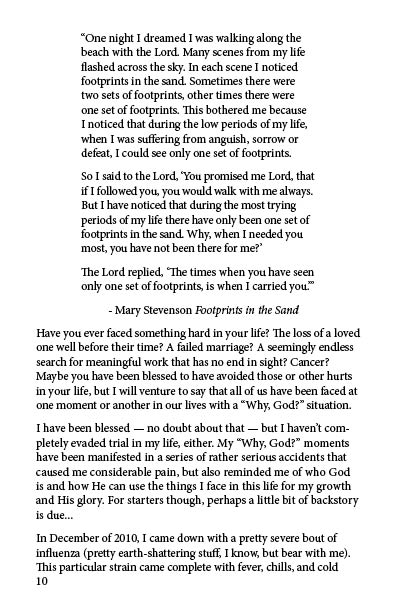 “One night I dreamed I was walking along the
beach with the Lord. Many scenes from my life
flashed across the sky. In each scene I noticed
footprints in the sand. Sometimes there were
two sets of footprints, other times there were
one set of footprints. This bothered me because
I noticed that during the low periods of my life,
when I was suffering from anguish, sorrow or
defeat, I could see only one set of footprints.
So I said to the Lord, ‘You promised me Lord, that
if I followed you, you would walk with me always.
But I have noticed that during the most trying
periods of my life there have only been one set of
footprints in the sand. Why, when I needed you
most, you have not been there for me?’
The Lord replied, ‘The times when you have seen
only one set of footprints, is when I carried you.’”
- Mary Stevenson Footprints in the Sand
Have you ever faced something hard in your life? The loss of a loved
one well before their time? A failed marriage? A seemingly endless
search for meaningful work that has no end in sight? Cancer?
Maybe you have been blessed to have avoided those or other hurts
in your life, but I will venture to say that all of us have been faced at
one moment or another in our lives with a “Why, God?” situation.
I have been blessed — no doubt about that — but I haven’t com-
pletely evaded trial in my life, either. My “Why, God?” moments
have been manifested in a series of rather serious accidents that
caused me considerable pain, but also reminded me of who God
is and how He can use the things I face in this life for my growth
and His glory. For starters though, perhaps a little bit of backstory
is due...
In December of 2010, I came down with a pretty severe bout of
influenza (pretty earth-shattering stuff, I know, but bear with me).
This particular strain came complete with fever, chills, and cold
10